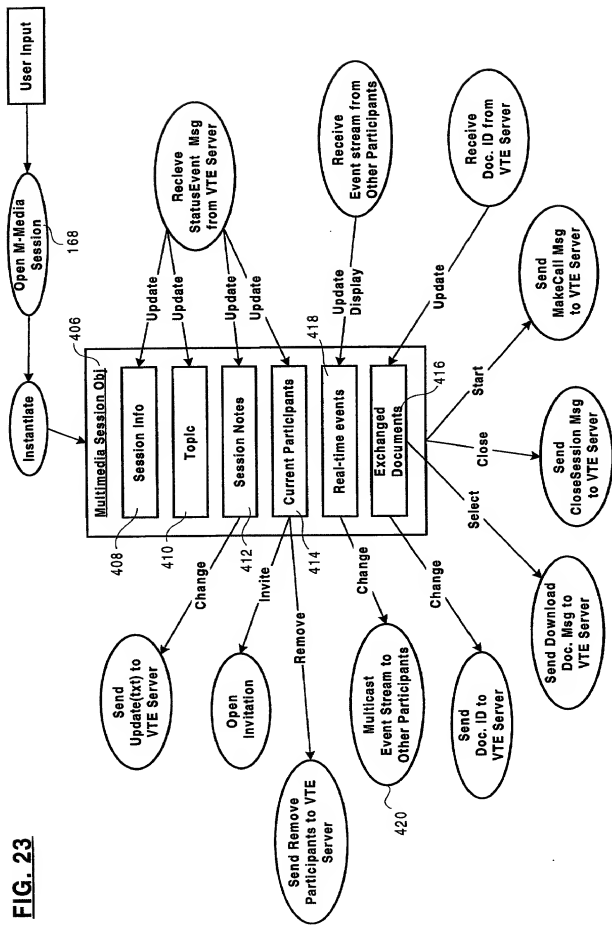 FIG. 23
User Input
Open M-Media
Session
168
Instantiate
406
Multimedia Session Obj
Session Info
408
Topic
410
Session Notes
412
Current Participants
414
Real-time events
418
Exchanged
Documents
416
Update
Update
Update
Update
Recieve
StatusEvent Msg
from VTE Server
Update
Display
Receive
Event stream from
Other Participants
Update
Receive
Doc. ID from
VTE Server
Change
Send
Update(txt) to
VTE Server
Invite
Open
Invitation
Remove
Send Remove
Participants to VTE
Server
Change
Multicast
Event Stream to
Other Participants
420
Change
Send
Doc. ID to
VTE Server
Select
Send Download
Doc. Msg to
VTE Server
Close
Send
CloseSession Msg
to VTE Server
Start
Send
MakeCall Msg
to VTE Server